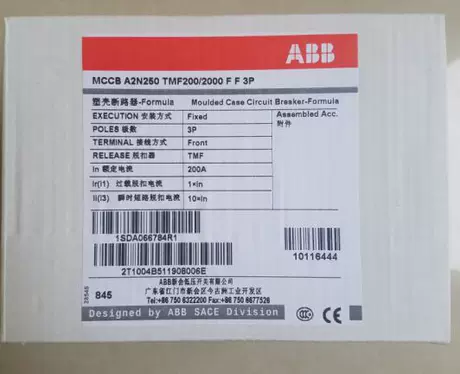 ABB
MCCB A2N250 TMF200/2000 F F 3P
塑壳断路器-Formula Moulded Case Circuit Breaker-Formula
EXECUTION 安装方式 Fixed Assembled Acc.
附件
POLES 极数 3P
TERMINAL 接线方式 Front
RELEASE 脱扣器 TMF
In 额定电流 200A
Ir(I1) 过载脱扣电流 1×In
Ii(I3) 瞬时短路脱扣电流 10×In
1SDA066784R1
10116444
2T1004B511908006E
28548
845
ABB新会低压开关有限公司
广东省江门市新会区今古洲工业开发区
Tel:+86 750 6322200 Fax:+86 750 6677528
Designed by ABB SACE Division
CCC
CE